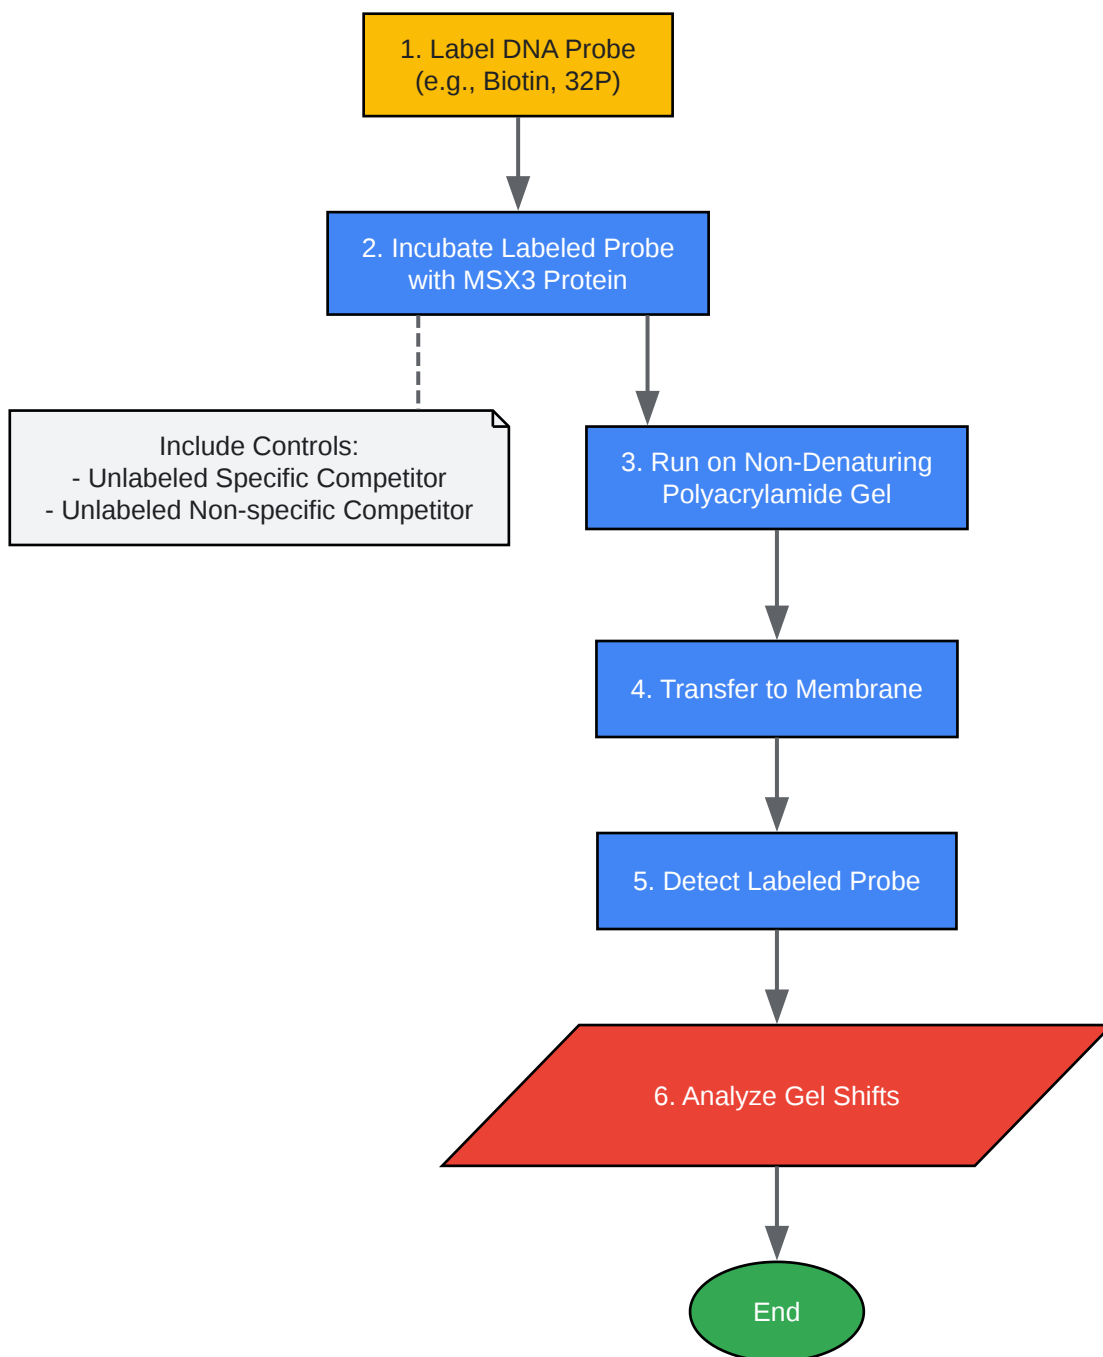 1. Label DNA Probe
(e.g., Biotin, 32P)
2. Incubate Labeled Probe
with MSX3 Protein
Include Controls:
- Unlabeled Specific Competitor
- Unlabeled Non-specific Competitor
3. Run on Non-Denaturing
Polyacrylamide Gel
4. Transfer to Membrane
5. Detect Labeled Probe
6. Analyze Gel Shifts
End